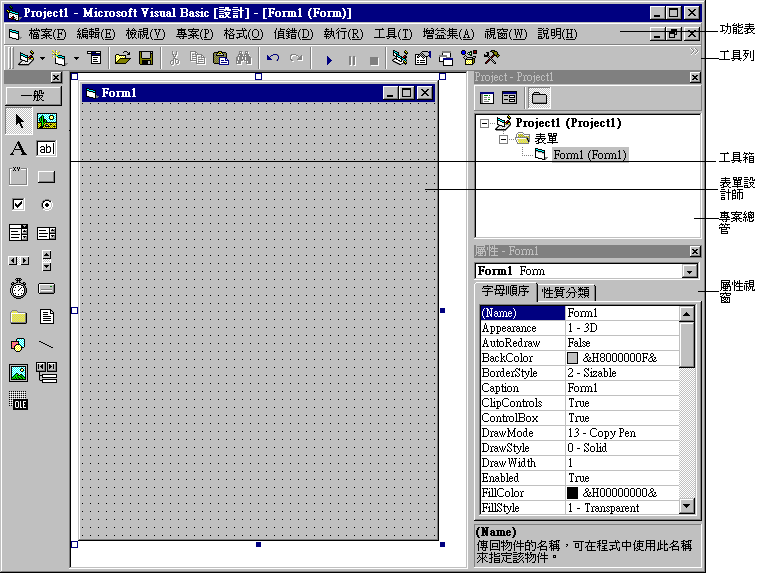 Project1 - Microsoft Visual Basic [設計] - [Form1 (Form)]
檔案(F) 編輯(E) 檢視(V) 專案(P) 格式(O) 偵錯(D) 執行(R) 工具(T) 增益集(A) 視窗(W) 說明(H)
功能表
工具列
一般
A
ab|
xv
OLE
Form1
Project - Project1
Project1 (Project1)
表單
Form1 (Form1)
工具箱
表單設
計師
專案總
管
屬性 - Form1
Form1 Form
屬性視
窗
字母順序 性質分類
(Name) Form1
Appearance 1 - 3D
AutoRedraw False
BackColor &H8000000F&
BorderStyle 2 - Sizable
Caption Form1
ClipControls True
ControlBox True
DrawMode 13 - Copy Pen
DrawStyle 0 - Solid
DrawWidth 1
Enabled True
FillColor &H00000000&
FillStyle 1 - Transparent
(Name)
傳回物件的名稱，可在程式中使用此名稱
來指定該物件。